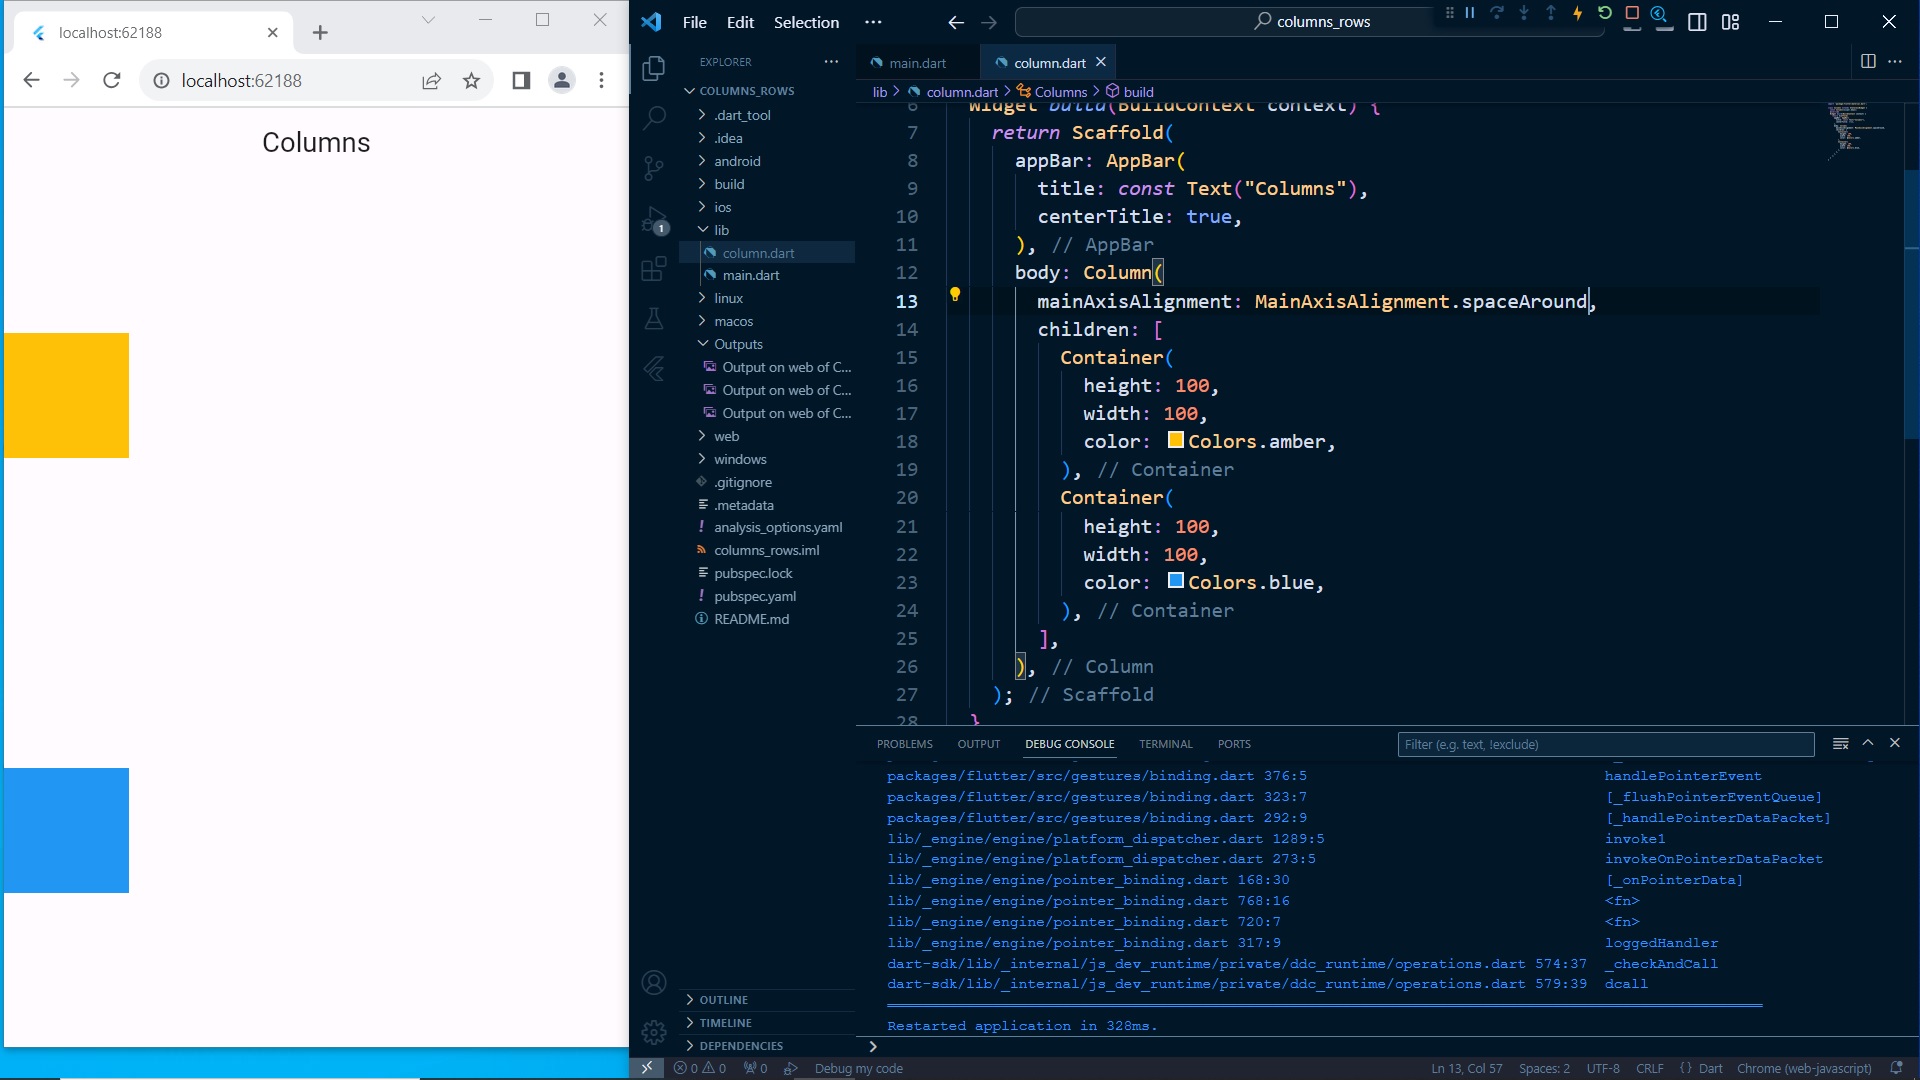 localhost:62188
localhost:62188
Columns
File Edit Selection ···
columns_rows
EXPLORER
COLUMNS_ROWS
.dart_tool
.idea
android
build
ios
lib
column.dart
main.dart
linux
macos
Outputs
Output on web of C...
Output on web of C...
Output on web of C...
web
windows
.gitignore
.metadata
analysis_options.yaml
columns_rows.iml
pubspec.lock
pubspec.yaml
README.md
OUTLINE
TIMELINE
DEPENDENCIES
1
main.dart column.dart
lib > column.dart > Columns > build
6 Widget build(BuildContext context) {
7 return Scaffold(
8 appBar: AppBar(
9 title: const Text("Columns"),
10 centerTitle: true,
11 ), // AppBar
12 body: Column(
13 mainAxisAlignment: MainAxisAlignment.spaceAround,
14 children: [
15 Container(
16 height: 100,
17 width: 100,
18 color: Colors.amber,
19 ), // Container
20 Container(
21 height: 100,
22 width: 100,
23 color: Colors.blue,
24 ), // Container
25 ],
26 ), // Column
27 ); // Scaffold
28 }
PROBLEMS OUTPUT DEBUG CONSOLE TERMINAL PORTS Filter (e.g. text, !exclude)
packages/flutter/src/gestures/binding.dart 376:5 handlePointerEvent
packages/flutter/src/gestures/binding.dart 323:7 [_flushPointerEventQueue]
packages/flutter/src/gestures/binding.dart 292:9 [_handlePointerDataPacket]
lib/_engine/engine/platform_dispatcher.dart 1289:5 invoke1
lib/_engine/engine/platform_dispatcher.dart 273:5 invokeOnPointerDataPacket
lib/_engine/engine/pointer_binding.dart 168:30 [_onPointerData]
lib/_engine/engine/pointer_binding.dart 768:16 <fn>
lib/_engine/engine/pointer_binding.dart 720:7 <fn>
lib/_engine/engine/pointer_binding.dart 317:9 loggedHandler
dart-sdk/lib/_internal/js_dev_runtime/private/ddc_runtime/operations.dart 574:37 _checkAndCall
dart-sdk/lib/_internal/js_dev_runtime/private/ddc_runtime/operations.dart 579:39 dcall
Restarted application in 328ms.
0 0 0 Debug my code Ln 13, Col 57 Spaces: 2 UTF-8 CRLF {} Dart Chrome (web-javascript)